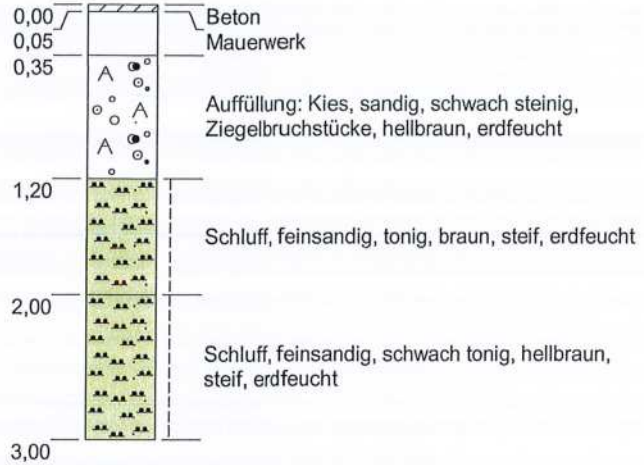 0,00 Beton
0,05 Mauerwerk
0,35
Auffüllung: Kies, sandig, schwach steinig,
Ziegelbruchstücke, hellbraun, erdfeucht
1,20
Schluff, feinsandig, tonig, braun, steif, erdfeucht
2,00
Schluff, feinsandig, schwach tonig, hellbraun,
steif, erdfeucht
3,00